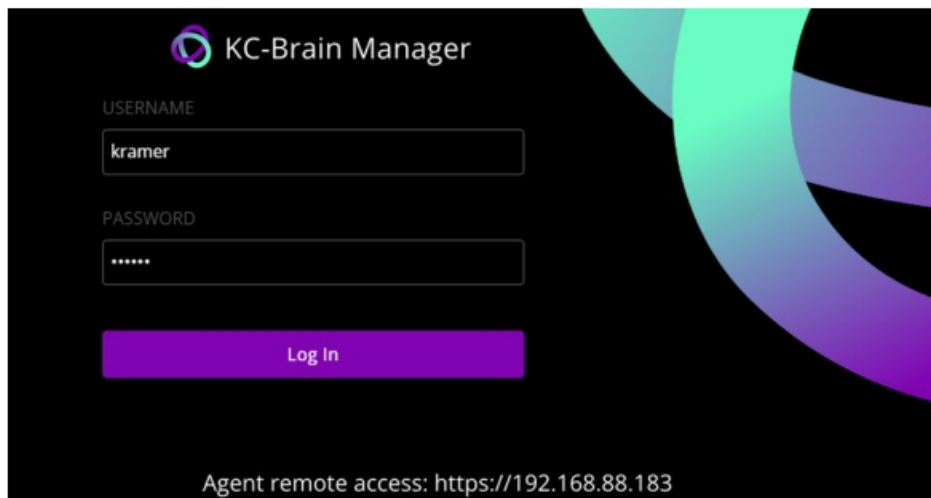 KC-Brain Manager
USERNAME
kramer
PASSWORD
••••••
Log In
Agent remote access: https://192.168.88.183